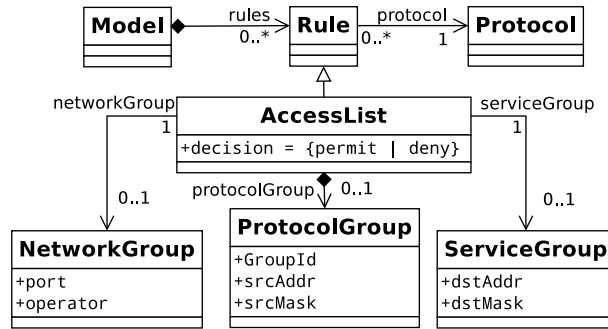 Model
rules
0..*
Rule
protocol
0..*
1
Protocol
networkGroup
1
AccessList
+decision = {permit | deny}
serviceGroup
1
protocolGroup
0..1
0..1
0..1
NetworkGroup
+port
+operator
ProtocolGroup
+GroupId
+srcAddr
+srcMask
ServiceGroup
+dstAddr
+dstMask